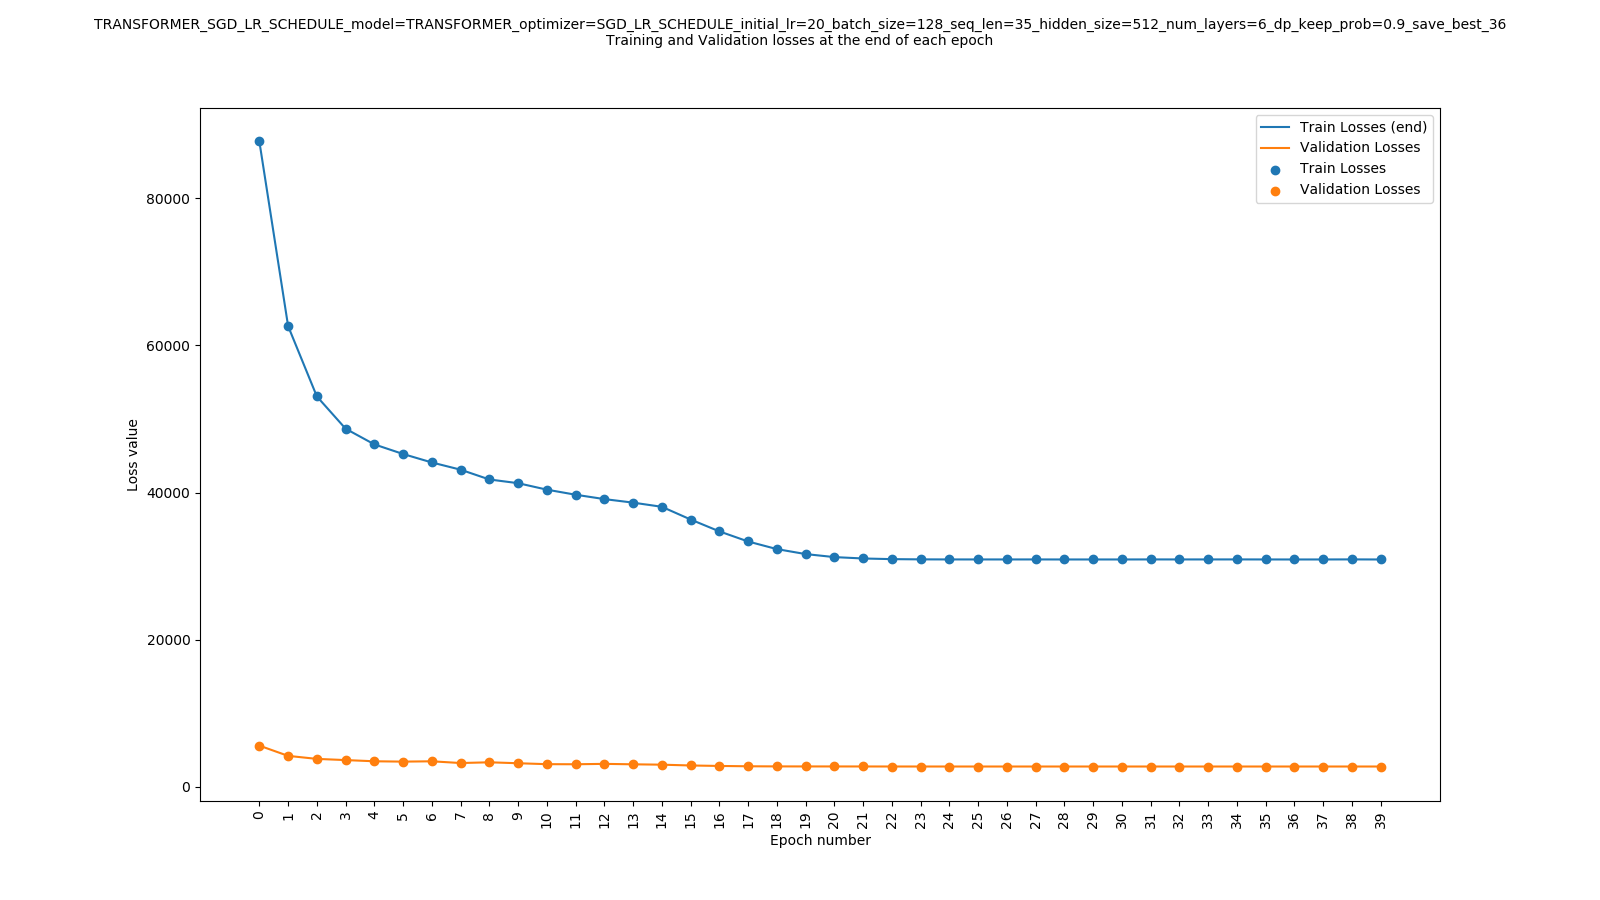 TRANSFORMER_SGD_LR_SCHEDULE_model=TRANSFORMER_optimizer=SGD_LR_SCHEDULE_initial_lr=20_batch_size=128_seq_len=35_hidden_size=512_num_layers=6_dp_keep_prob=0.9_save_best_36
Training and Validation losses at the end of each epoch
Train Losses (end)
Validation Losses
Train Losses
Validation Losses
80000
60000
40000
20000
0
Loss value
0 1 2 3 4 5 6 7 8 9 10 11 12 13 14 15 16 17 18 19 20 21 22 23 24 25 26 27 28 29 30 31 32 33 34 35 36 37 38 39
Epoch number